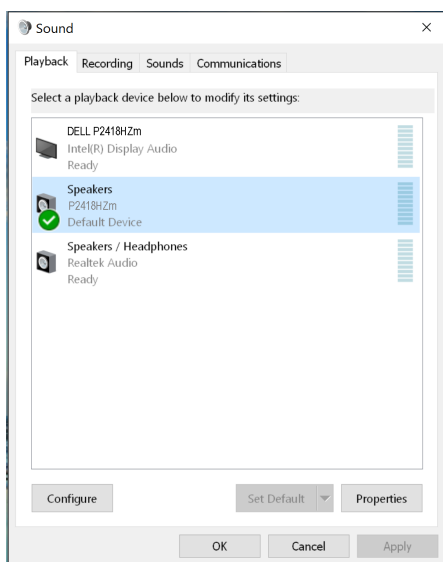 Sound
Playback Recording Sounds Communications
Select a playback device below to modify its settings:
DELL P2418HZm
Intel(R) Display Audio
Ready
Speakers
P2418HZm
Default Device
Speakers / Headphones
Realtek Audio
Ready
Configure Set Default Properties
OK Cancel Apply